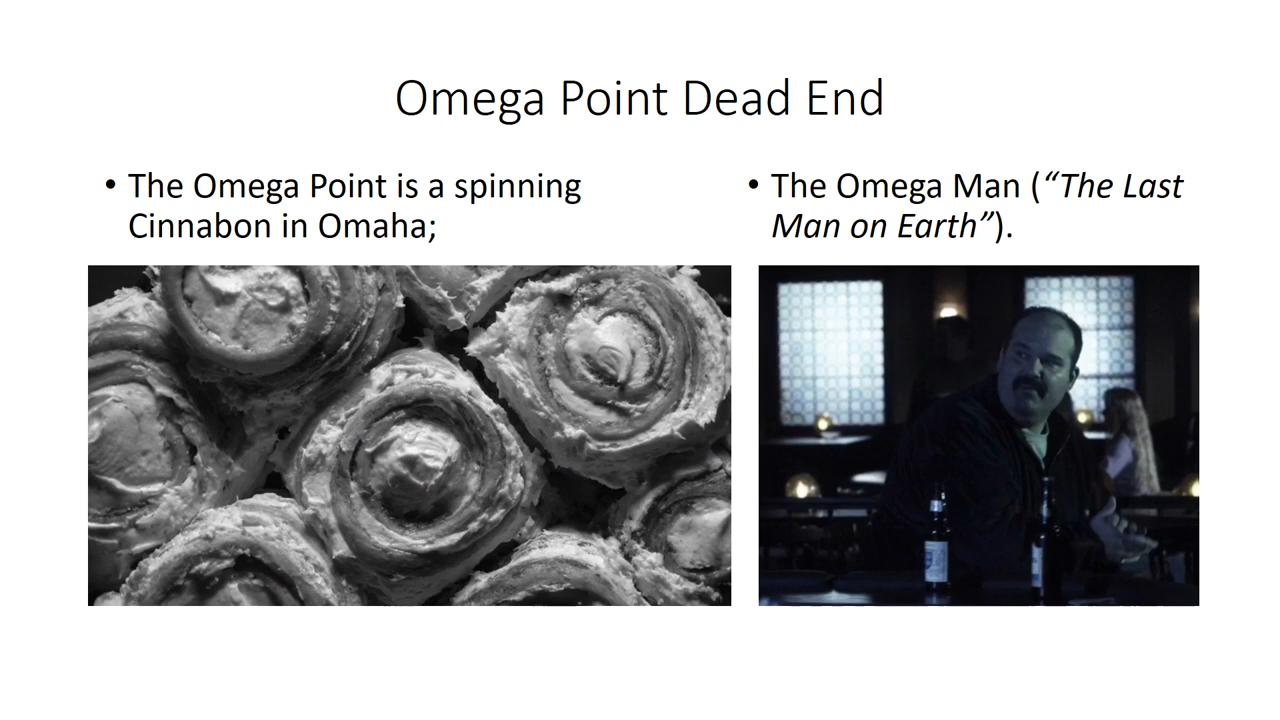 Omega Point Dead End
• The Omega Point is a spinning
Cinnabon in Omaha;
• The Omega Man (“The Last
Man on Earth”).